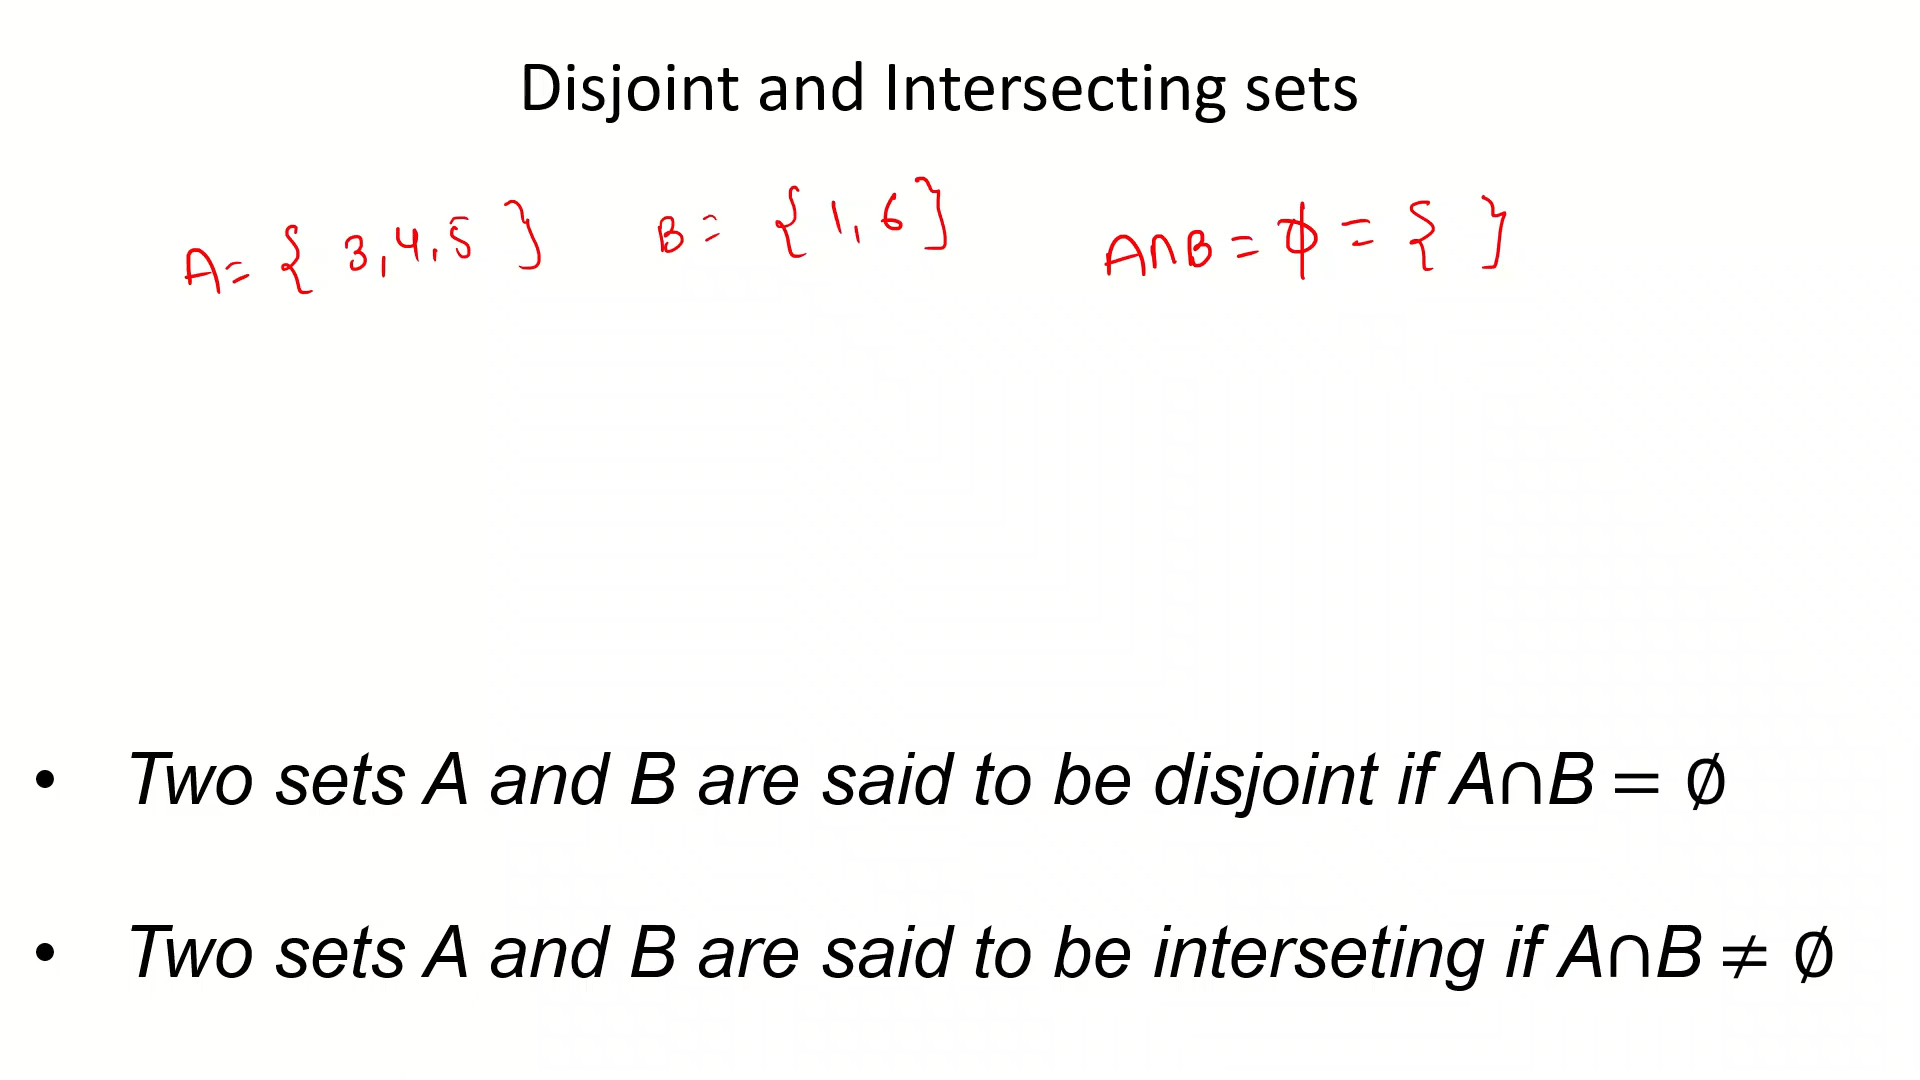 Disjoint and Intersecting sets
A = { 3, 4, 5 } B = { 1, 6 } A∩B = ϕ = { }
• Two sets A and B are said to be disjoint if A∩B = ∅
• Two sets A and B are said to be interseting if A∩B ≠ ∅